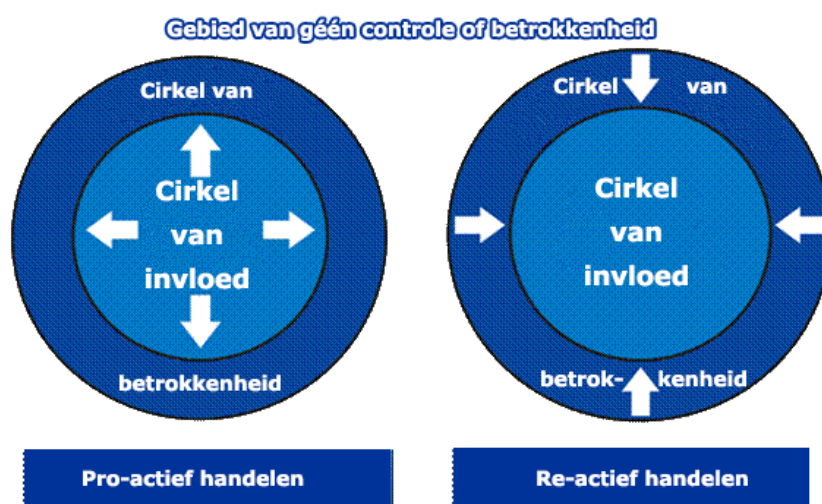 Gebied van géén controle of betrokkenheid
Cirkel van
Cirkel
van
invloed
betrokkenheid
Pro-actief handelen
Cirkel van
Cirkel
van
invloed
betrok- kenheid
Re-actief handelen